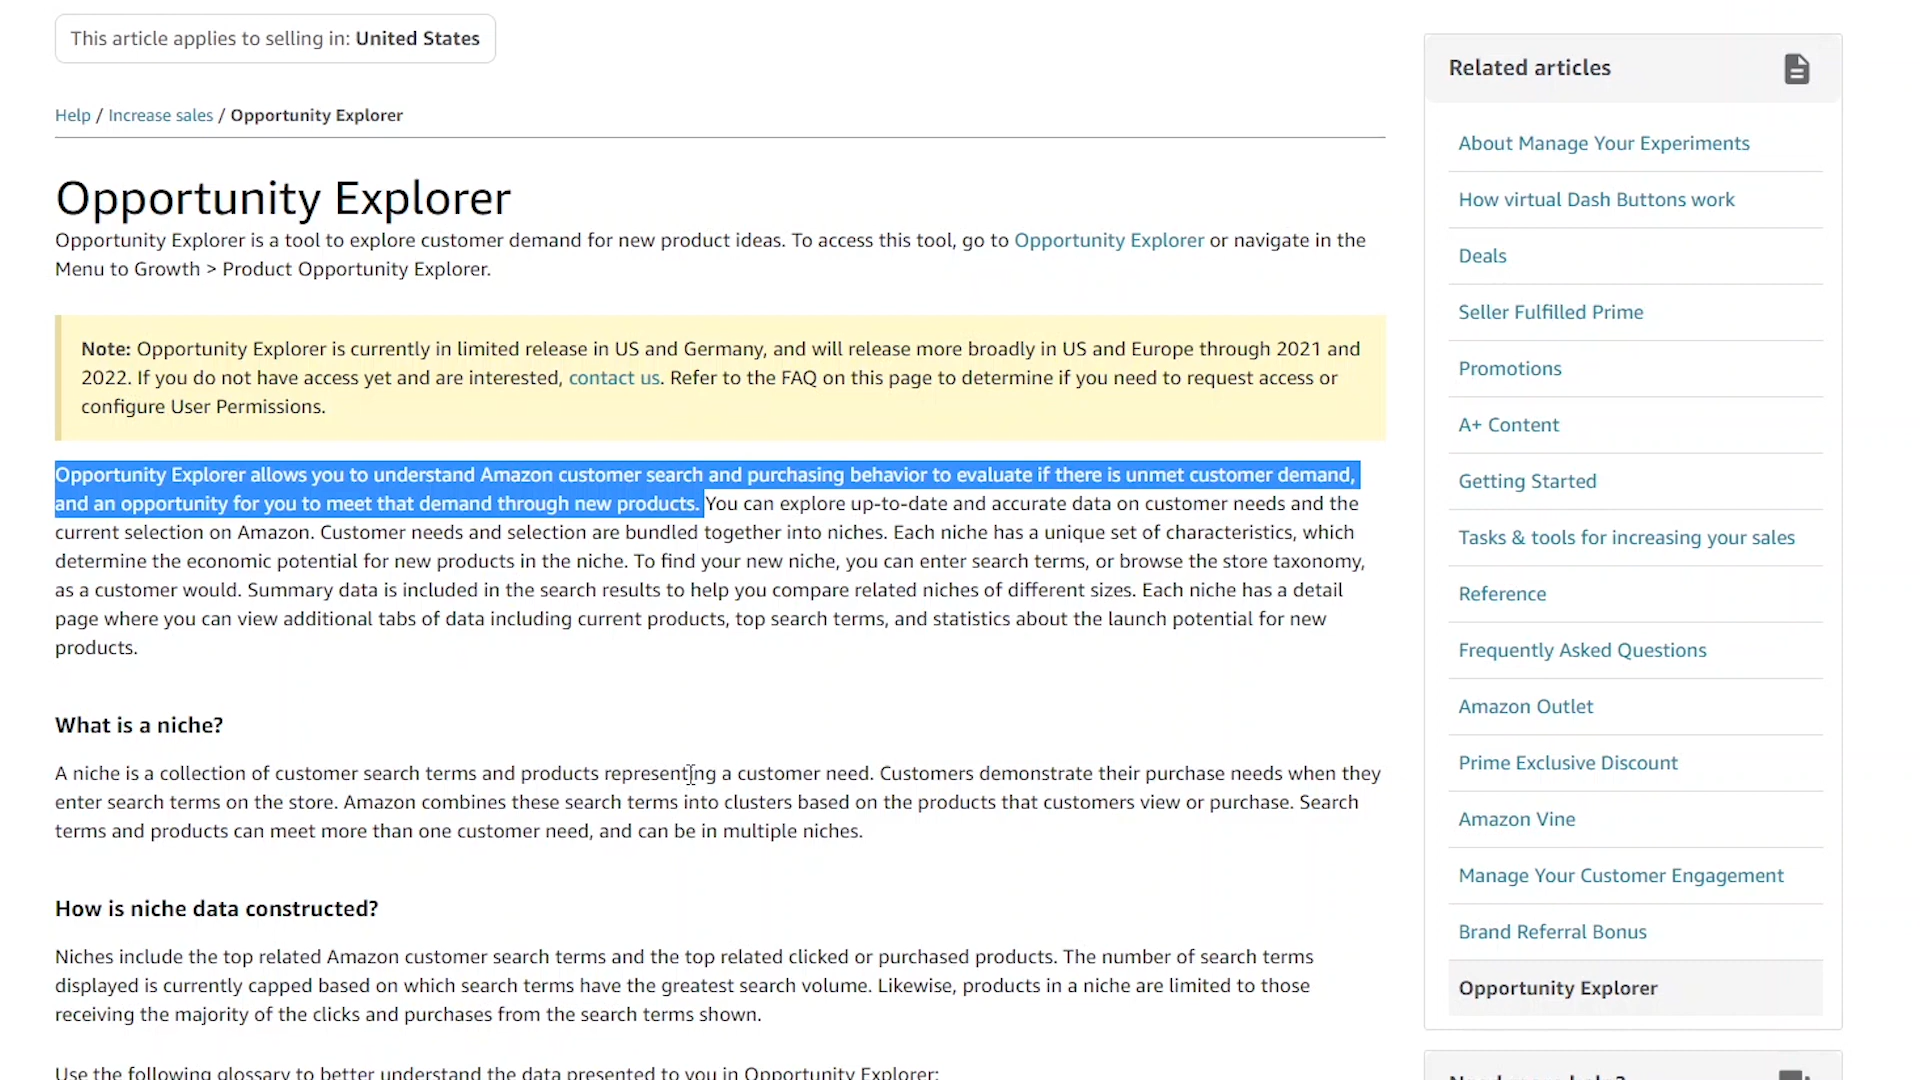 This article applies to selling in: United States
Help / Increase sales / Opportunity Explorer
Opportunity Explorer
Opportunity Explorer is a tool to explore customer demand for new product ideas. To access this tool, go to Opportunity Explorer or navigate in the
Menu to Growth > Product Opportunity Explorer.
Note: Opportunity Explorer is currently in limited release in US and Germany, and will release more broadly in US and Europe through 2021 and
2022. If you do not have access yet and are interested, contact us. Refer to the FAQ on this page to determine if you need to request access or
configure User Permissions.
Opportunity Explorer allows you to understand Amazon customer search and purchasing behavior to evaluate if there is unmet customer demand,
and an opportunity for you to meet that demand through new products. You can explore up-to-date and accurate data on customer needs and the
current selection on Amazon. Customer needs and selection are bundled together into niches. Each niche has a unique set of characteristics, which
determine the economic potential for new products in the niche. To find your new niche, you can enter search terms, or browse the store taxonomy,
as a customer would. Summary data is included in the search results to help you compare related niches of different sizes. Each niche has a detail
page where you can view additional tabs of data including current products, top search terms, and statistics about the launch potential for new
products.
What is a niche?
A niche is a collection of customer search terms and products representing a customer need. Customers demonstrate their purchase needs when they
enter search terms on the store. Amazon combines these search terms into clusters based on the products that customers view or purchase. Search
terms and products can meet more than one customer need, and can be in multiple niches.
How is niche data constructed?
Niches include the top related Amazon customer search terms and the top related clicked or purchased products. The number of search terms
displayed is currently capped based on which search terms have the greatest search volume. Likewise, products in a niche are limited to those
receiving the majority of the clicks and purchases from the search terms shown.
Use the following glossary to better understand the data presented to you in Opportunity Explorer:
Related articles
About Manage Your Experiments
How virtual Dash Buttons work
Deals
Seller Fulfilled Prime
Promotions
A+ Content
Getting Started
Tasks & tools for increasing your sales
Reference
Frequently Asked Questions
Amazon Outlet
Prime Exclusive Discount
Amazon Vine
Manage Your Customer Engagement
Brand Referral Bonus
Opportunity Explorer
Need more help?